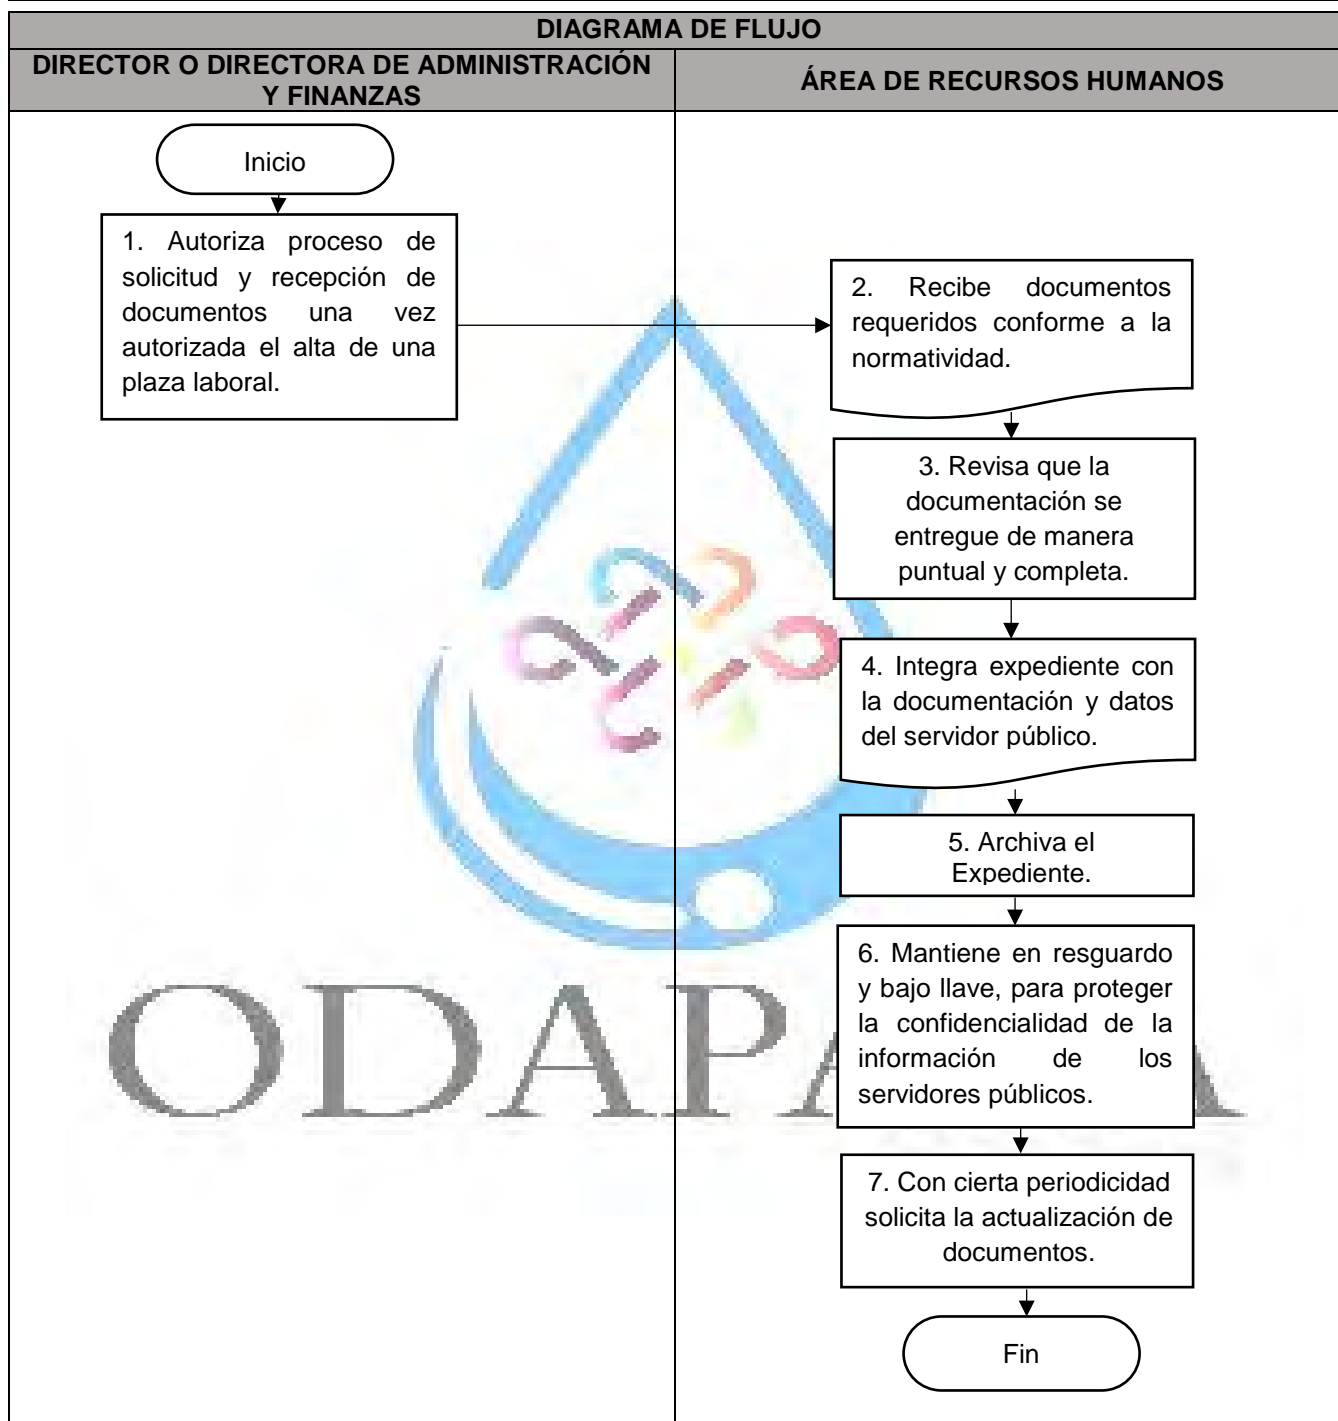 DIAGRAMA DE FLUJO
DIRECTOR O DIRECTORA DE ADMINISTRACIÓN
Y FINANZAS
ÁREA DE RECURSOS HUMANOS
Inicio
1. Autoriza proceso de
solicitud y recepción de
documentos una vez
autorizada el alta de una
plaza laboral.
2. Recibe documentos
requeridos conforme a la
normatividad.
3. Revisa que la
documentación se
entregue de manera
puntual y completa.
4. Integra expediente con
la documentación y datos
del servidor público.
5. Archiva el
Expediente.
6. Mantiene en resguardo
y bajo llave, para proteger
la confidencialidad de la
información de los
servidores públicos.
7. Con cierta periodicidad
solicita la actualización de
documentos.
Fin